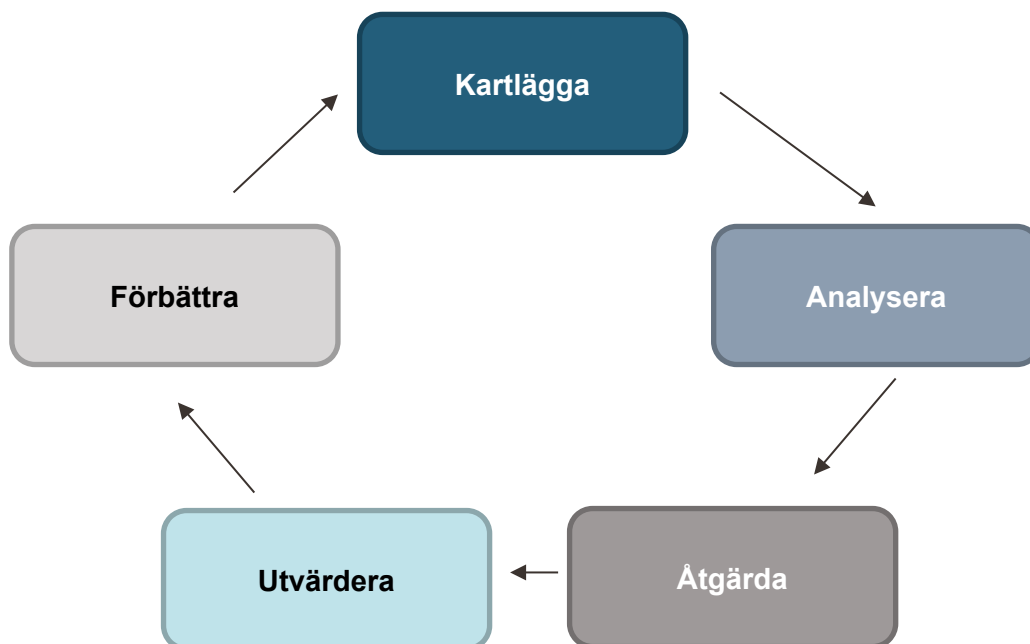 Kartlägga
Analysera
Åtgärda
Utvärdera
Förbättra